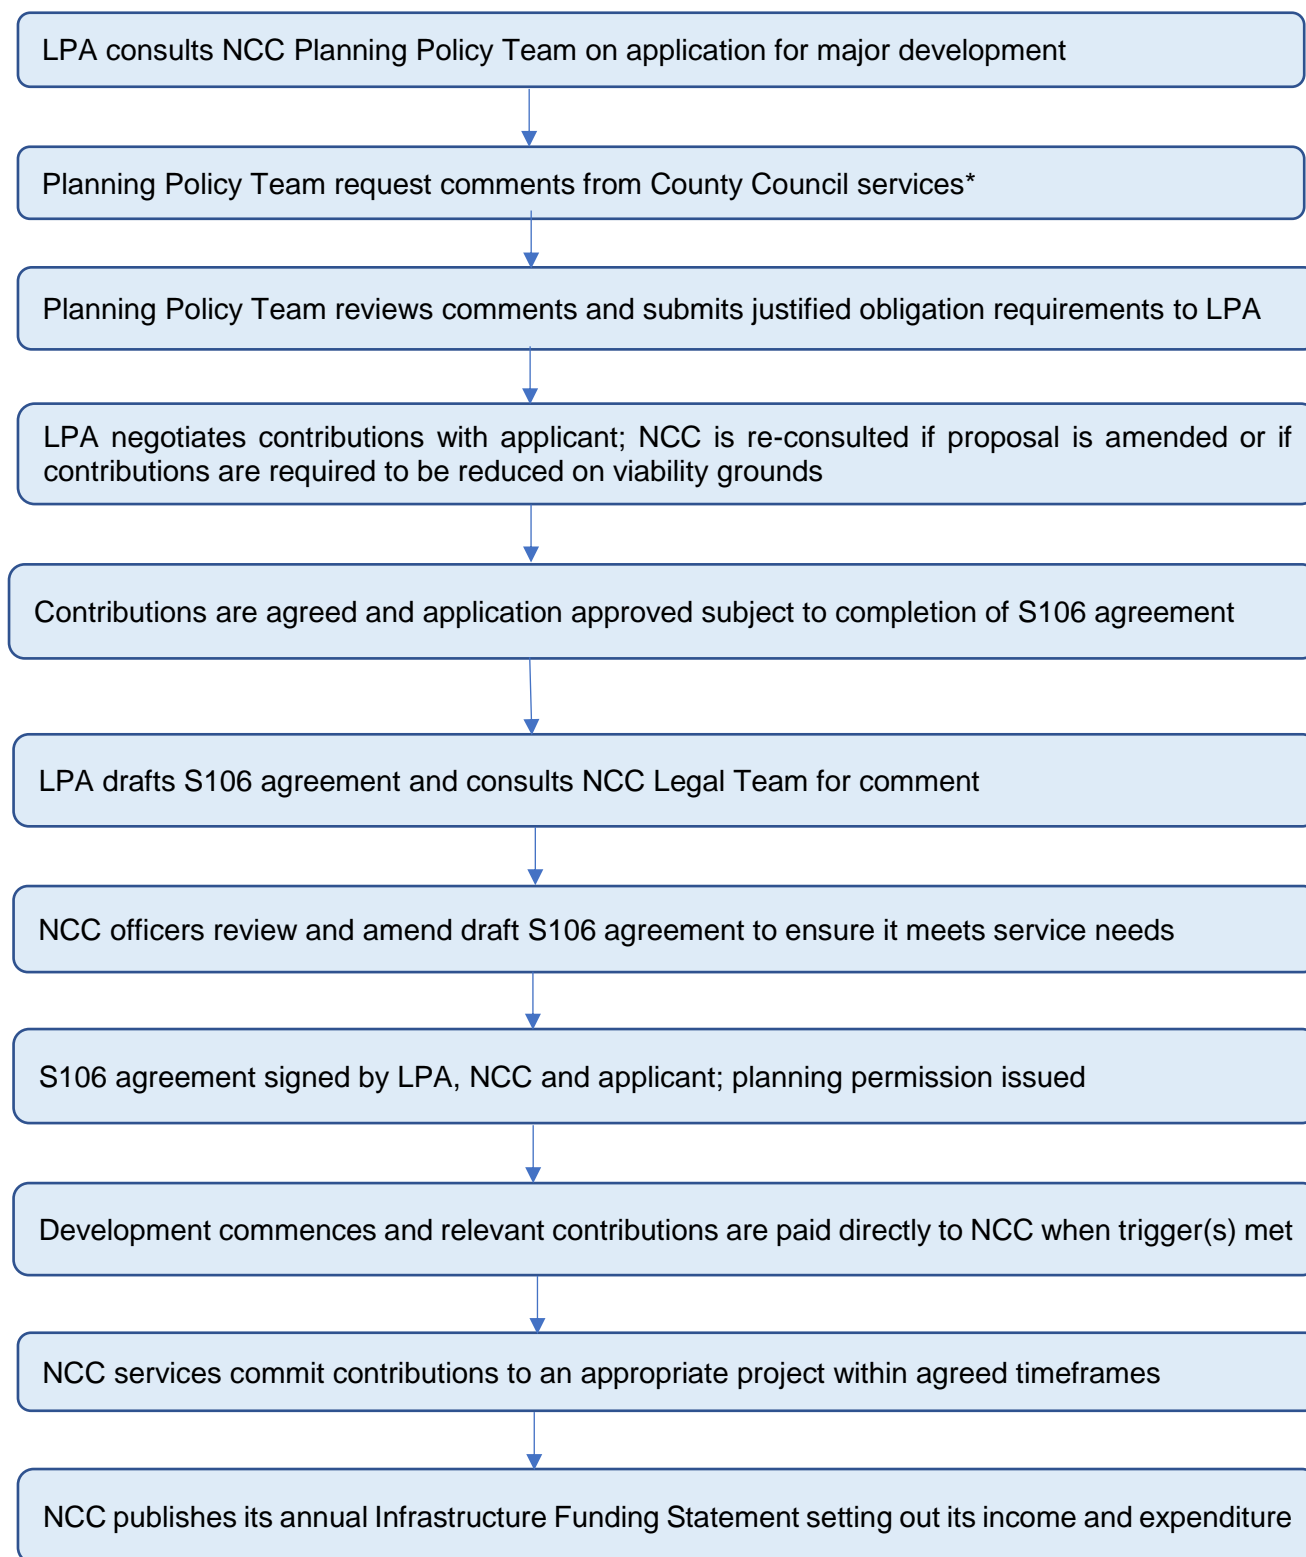 LPA consults NCC Planning Policy Team on application for major development
Planning Policy Team request comments from County Council services*
Planning Policy Team reviews comments and submits justified obligation requirements to LPA
LPA negotiates contributions with applicant; NCC is re-consulted if proposal is amended or if
contributions are required to be reduced on viability grounds
Contributions are agreed and application approved subject to completion of S106 agreement
LPA drafts S106 agreement and consults NCC Legal Team for comment
NCC officers review and amend draft S106 agreement to ensure it meets service needs
S106 agreement signed by LPA, NCC and applicant; planning permission issued
Development commences and relevant contributions are paid directly to NCC when trigger(s) met
NCC services commit contributions to an appropriate project within agreed timeframes
NCC publishes its annual Infrastructure Funding Statement setting out its income and expenditure